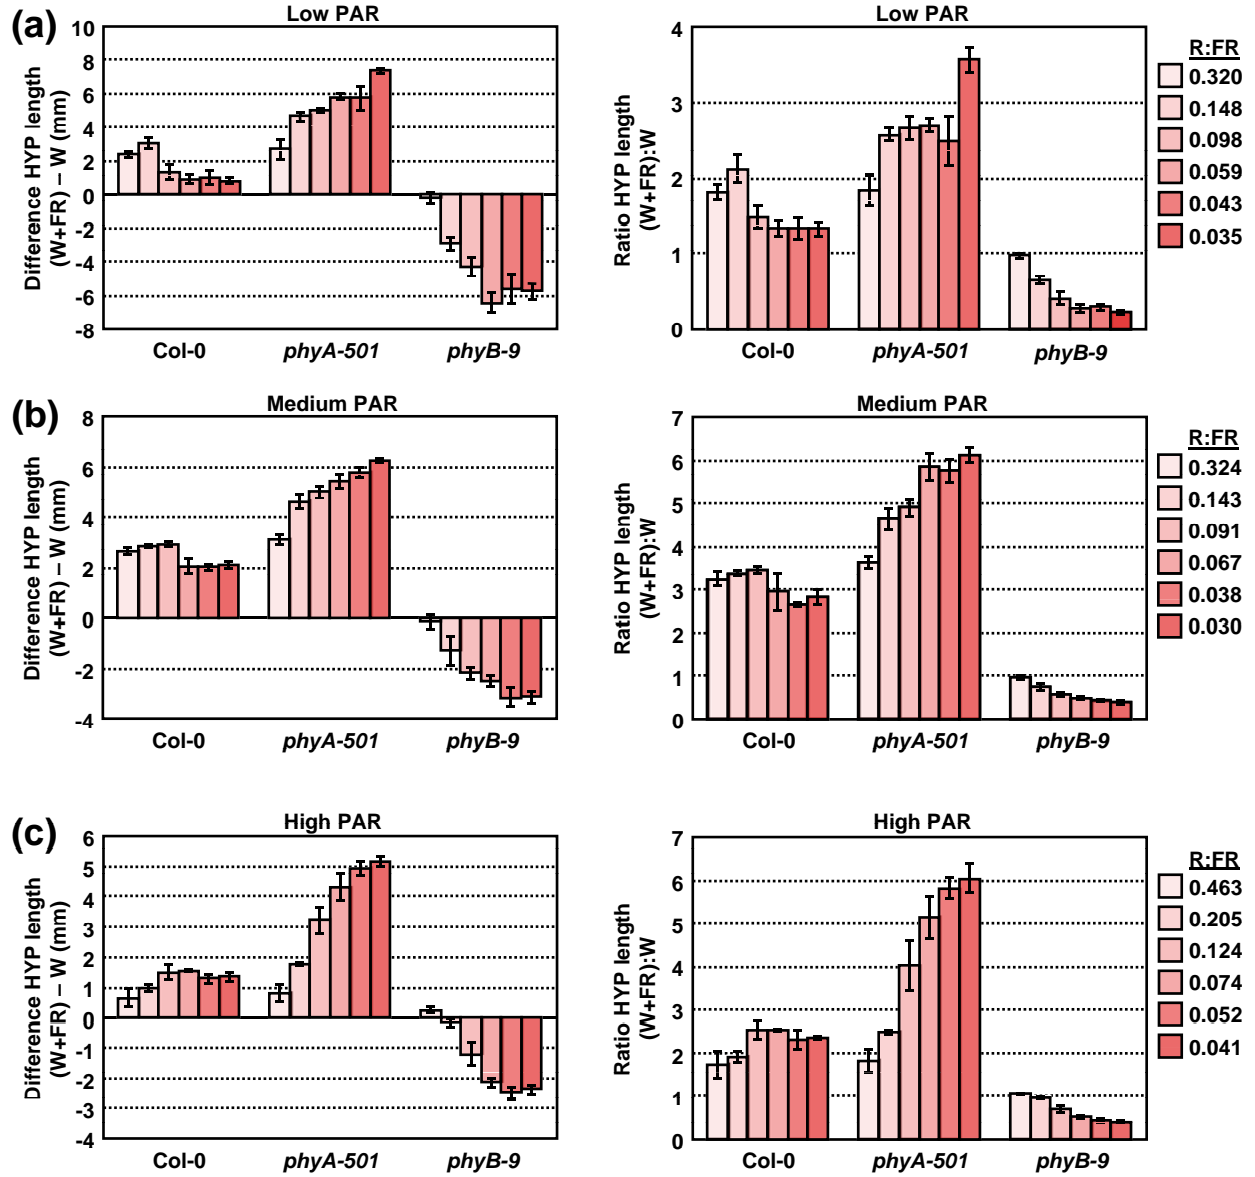 (a)
Low PAR
Difference HYP length
(W+FR) – W (mm)
10
8
6
4
2
0
-2
-4
-6
-8
Col-0
phyA-501
phyB-9
Low PAR
Ratio HYP length
(W+FR):W
4
3
2
1
0
Col-0
phyA-501
phyB-9
R:FR
0.320
0.148
0.098
0.059
0.043
0.035
(b)
Medium PAR
Difference HYP length
(W+FR) – W (mm)
8
6
4
2
0
-2
-4
Col-0
phyA-501
phyB-9
Medium PAR
Ratio HYP length
(W+FR):W
7
6
5
4
3
2
1
0
Col-0
phyA-501
phyB-9
R:FR
0.324
0.143
0.091
0.067
0.038
0.030
(c)
High PAR
Difference HYP length
(W+FR) – W (mm)
6
5
4
3
2
1
0
-1
-2
-3
-4
Col-0
phyA-501
phyB-9
High PAR
Ratio HYP length
(W+FR):W
7
6
5
4
3
2
1
0
Col-0
phyA-501
phyB-9
R:FR
0.463
0.205
0.124
0.074
0.052
0.041